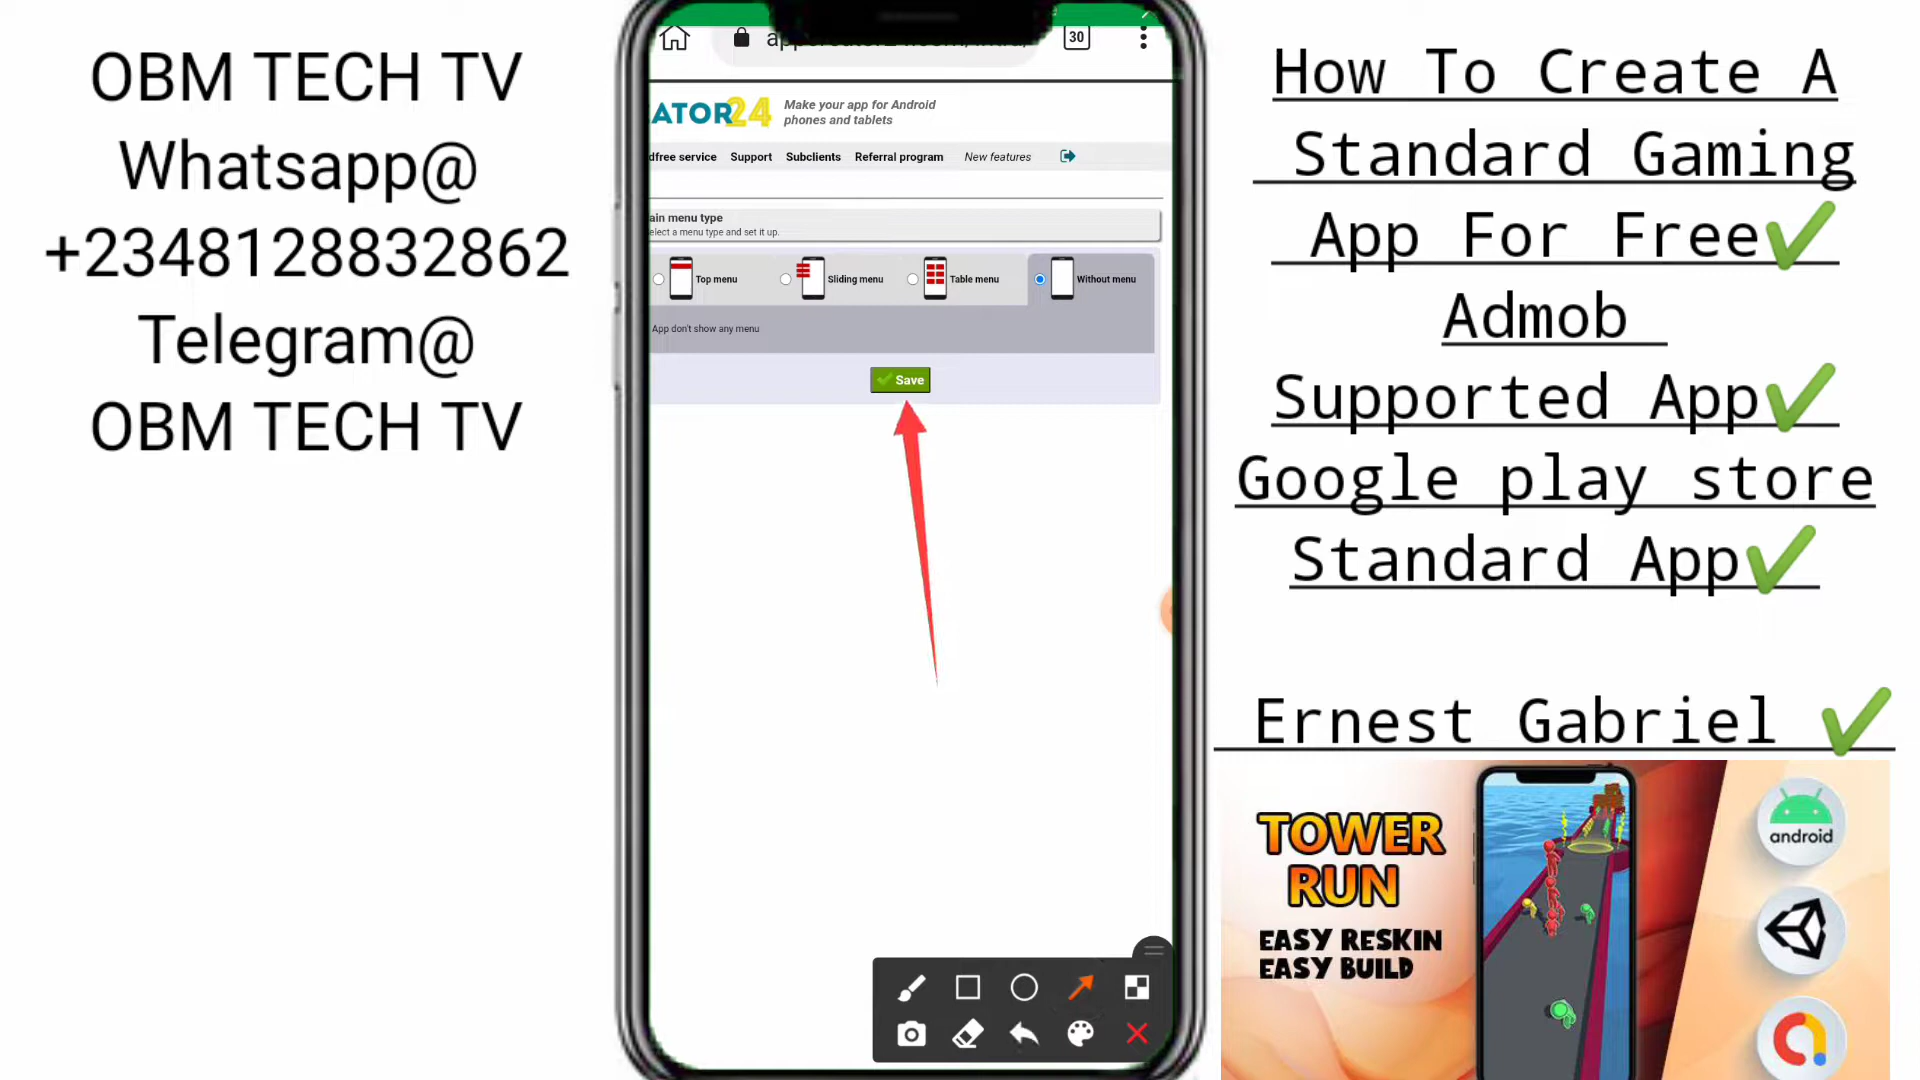 OBM TECH TV
Whatsapp@
+2348128832862
Telegram@
OBM TECH TV
30
ATOR24
Make your app for Android
phones and tablets
dfree service Support Subclients Referral program New features
ain menu type
elect a menu type and set it up.
Top menu Sliding menu Table menu Without menu
App don't show any menu
Save
How To Create A
Standard Gaming
App For Free✔
Admob
Supported App✔
Google play store
Standard App✔
Ernest Gabriel ✔
TOWER
RUN
EASY RESKIN
EASY BUILD
android